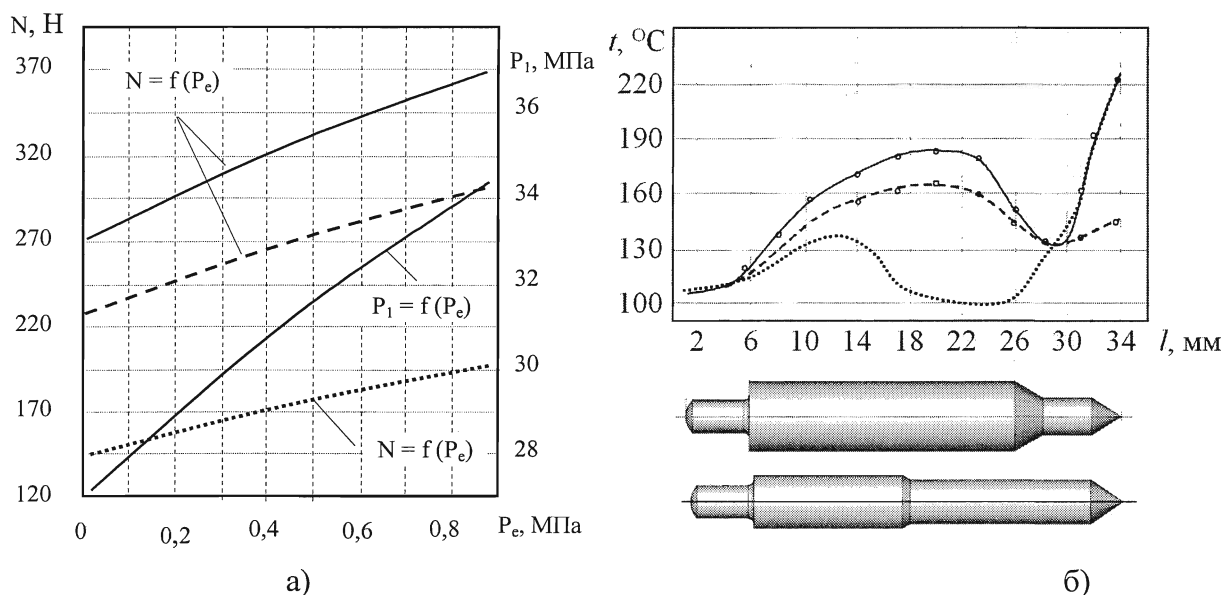 N, Н
370
320
270
220
170
120
N = f (Pₑ)
P₁ = f (Pₑ)
N = f (Pₑ)
P₁, МПа
36
34
32
30
28
0
0,2
0,4
0,6
0,8
Pₑ, МПа
а)
t, °C
220
190
160
130
100
2 6 10 14 18 22 26 30 34 l, мм
б)